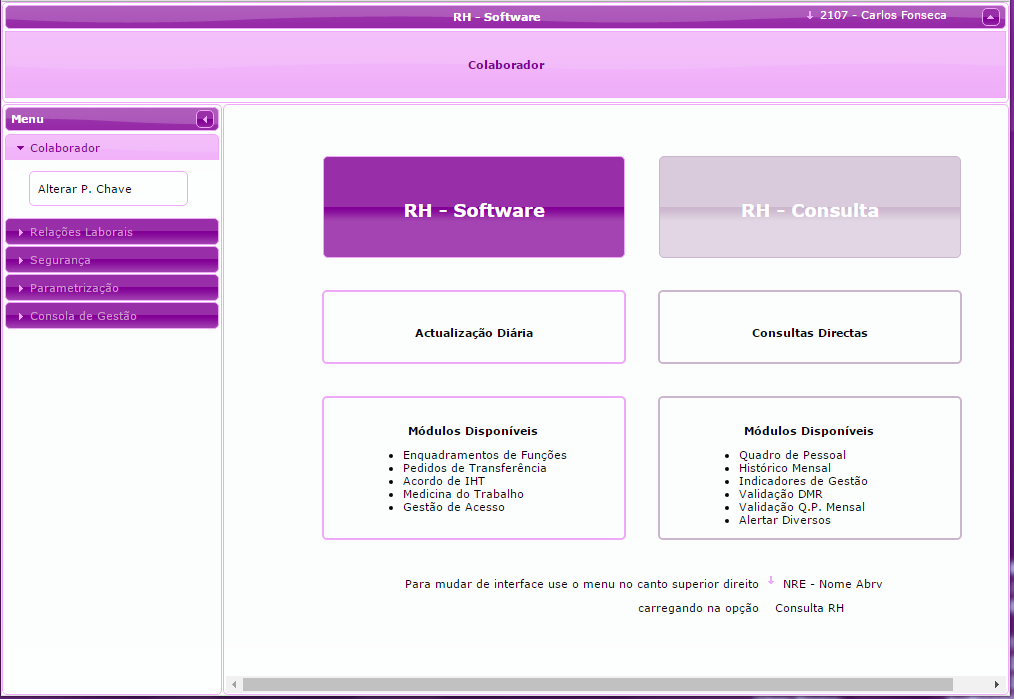 RH - Software
2107 - Carlos Fonseca
Colaborador
Menu
Colaborador
Alterar P. Chave
Relações Laborais
Segurança
Parametrização
Consola de Gestão
RH - Software
RH - Consulta
Actualização Diária
Consultas Directas
Módulos Disponíveis
Enquadramentos de Funções
Pedidos de Transferência
Acordo de IHT
Medicina do Trabalho
Gestão de Acesso
Módulos Disponíveis
Quadro de Pessoal
Histórico Mensal
Indicadores de Gestão
Validação DMR
Validação Q.P. Mensal
Alertar Diversos
Para mudar de interface use o menu no canto superior direito NRE - Nome Abrv
carregando na opção Consulta RH